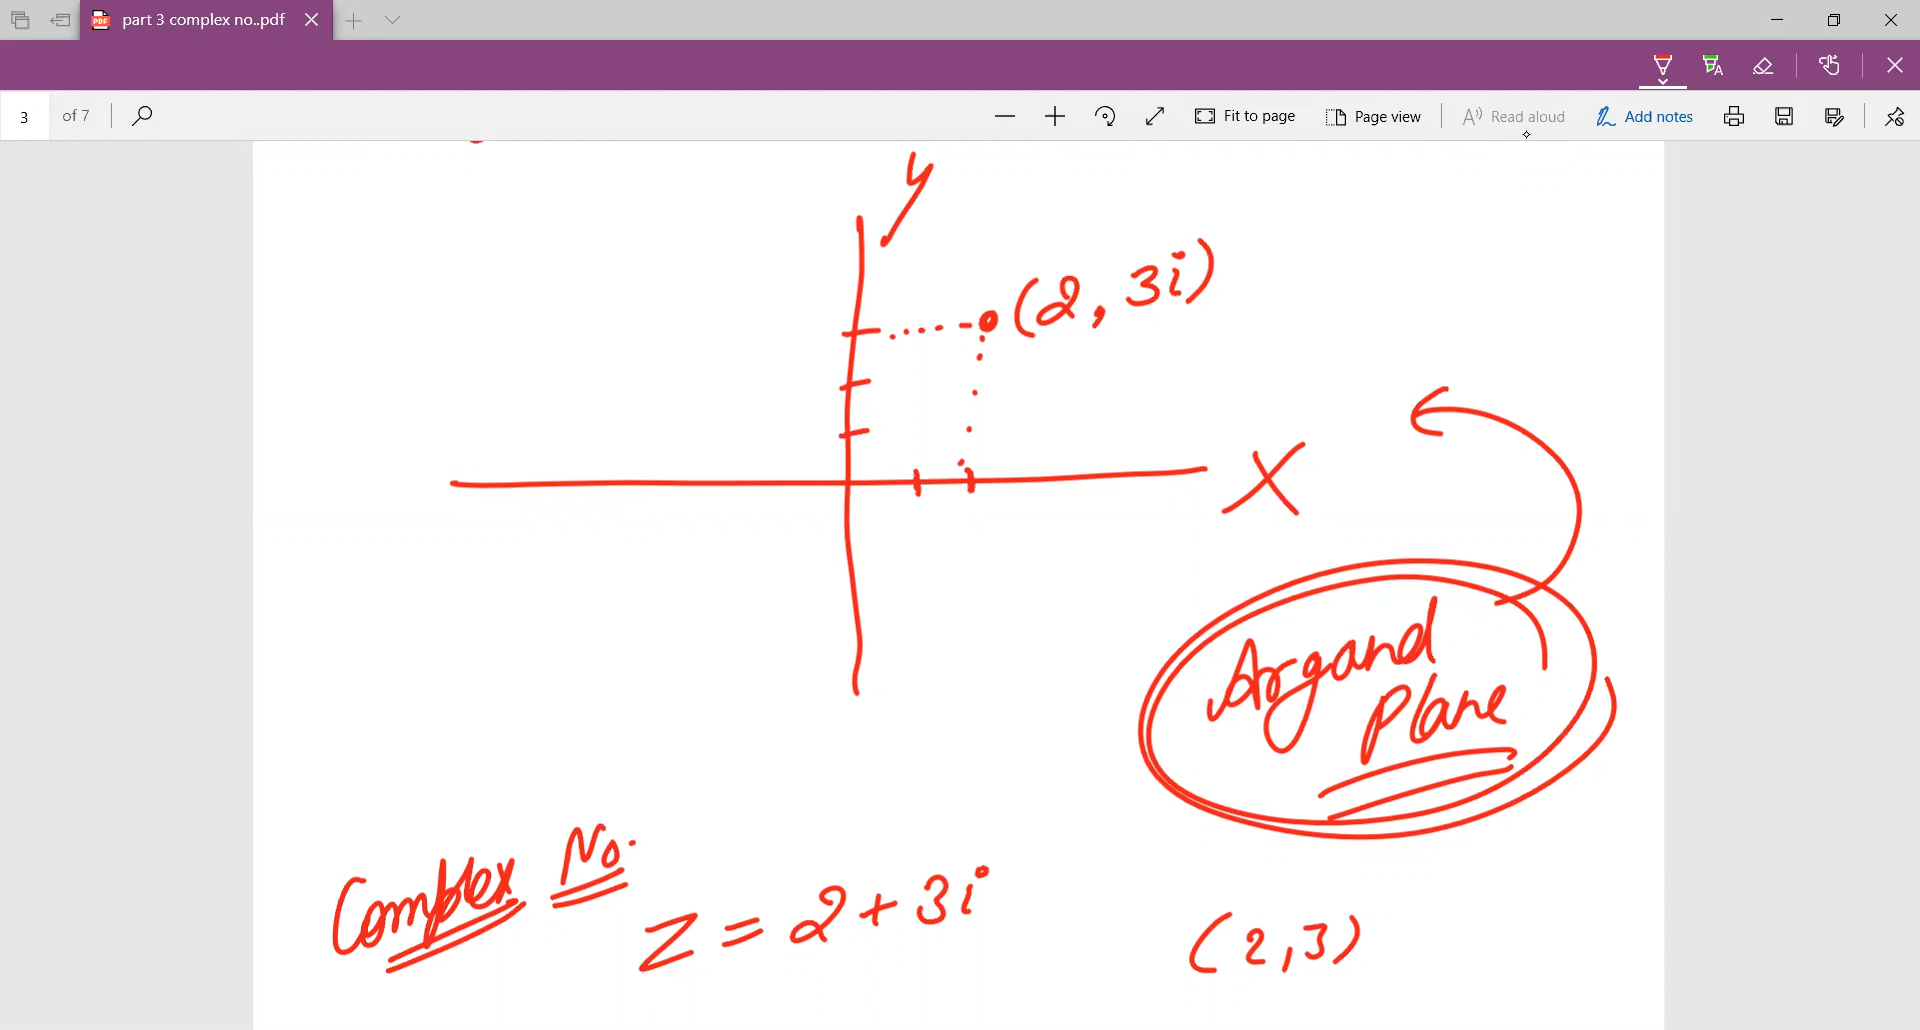 part 3 complex no..pdf
3 of 7 Fit to page Page view Read aloud Add notes
y
(2, 3i)
X
Argand
Plane
Complex No.
Z = 2 + 3i
(2,3)